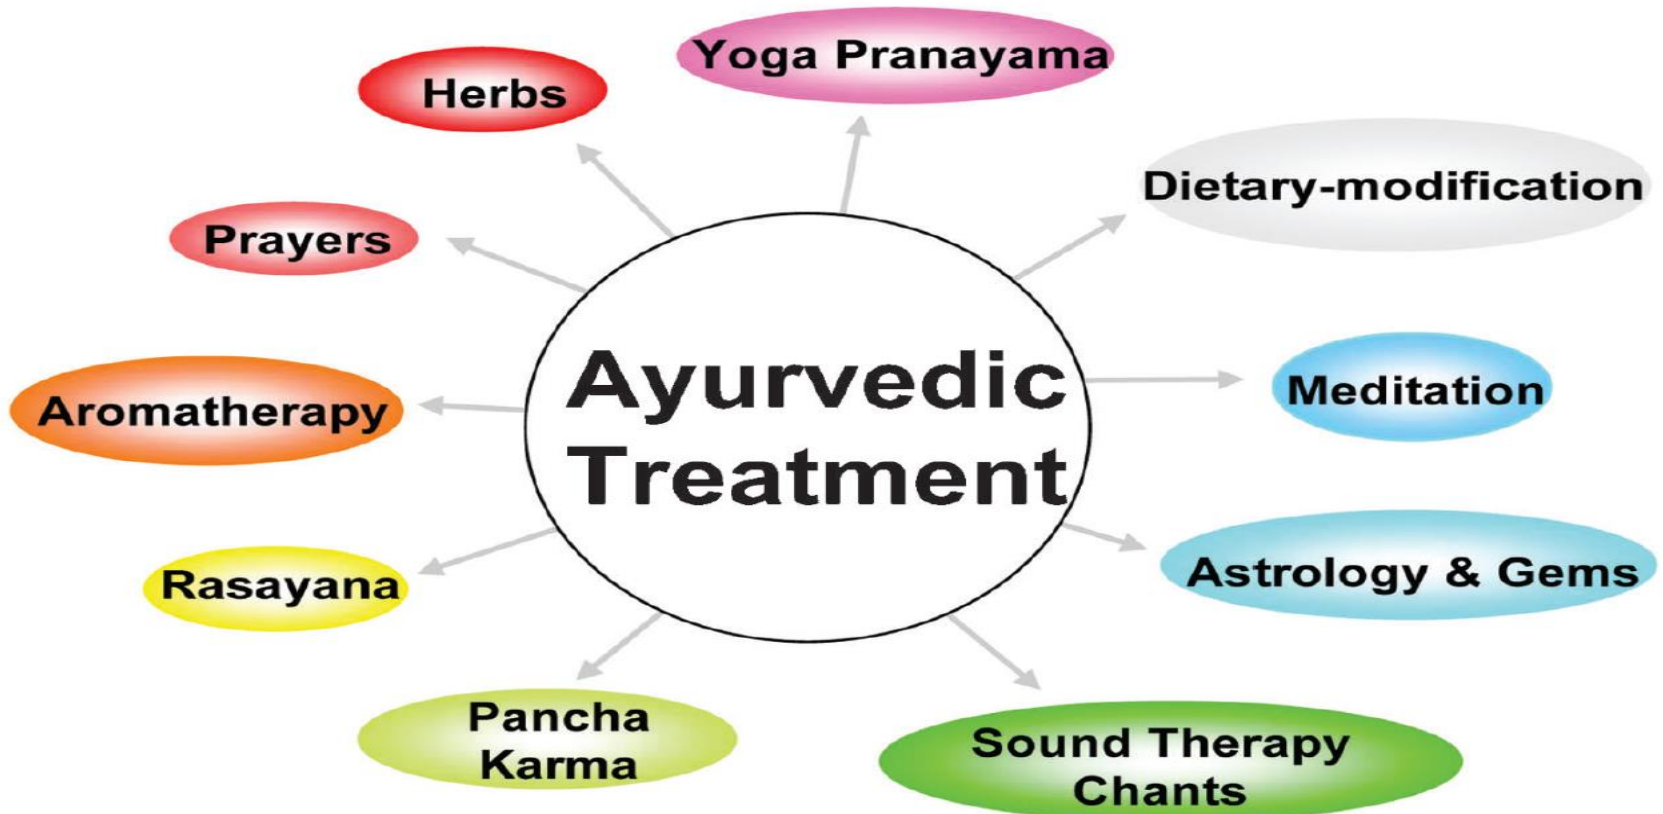 Yoga Pranayama
Herbs
Dietary-modification
Prayers
Ayurvedic
Treatment
Meditation
Aromatherapy
Astrology & Gems
Rasayana
Pancha
Karma
Sound Therapy
Chants